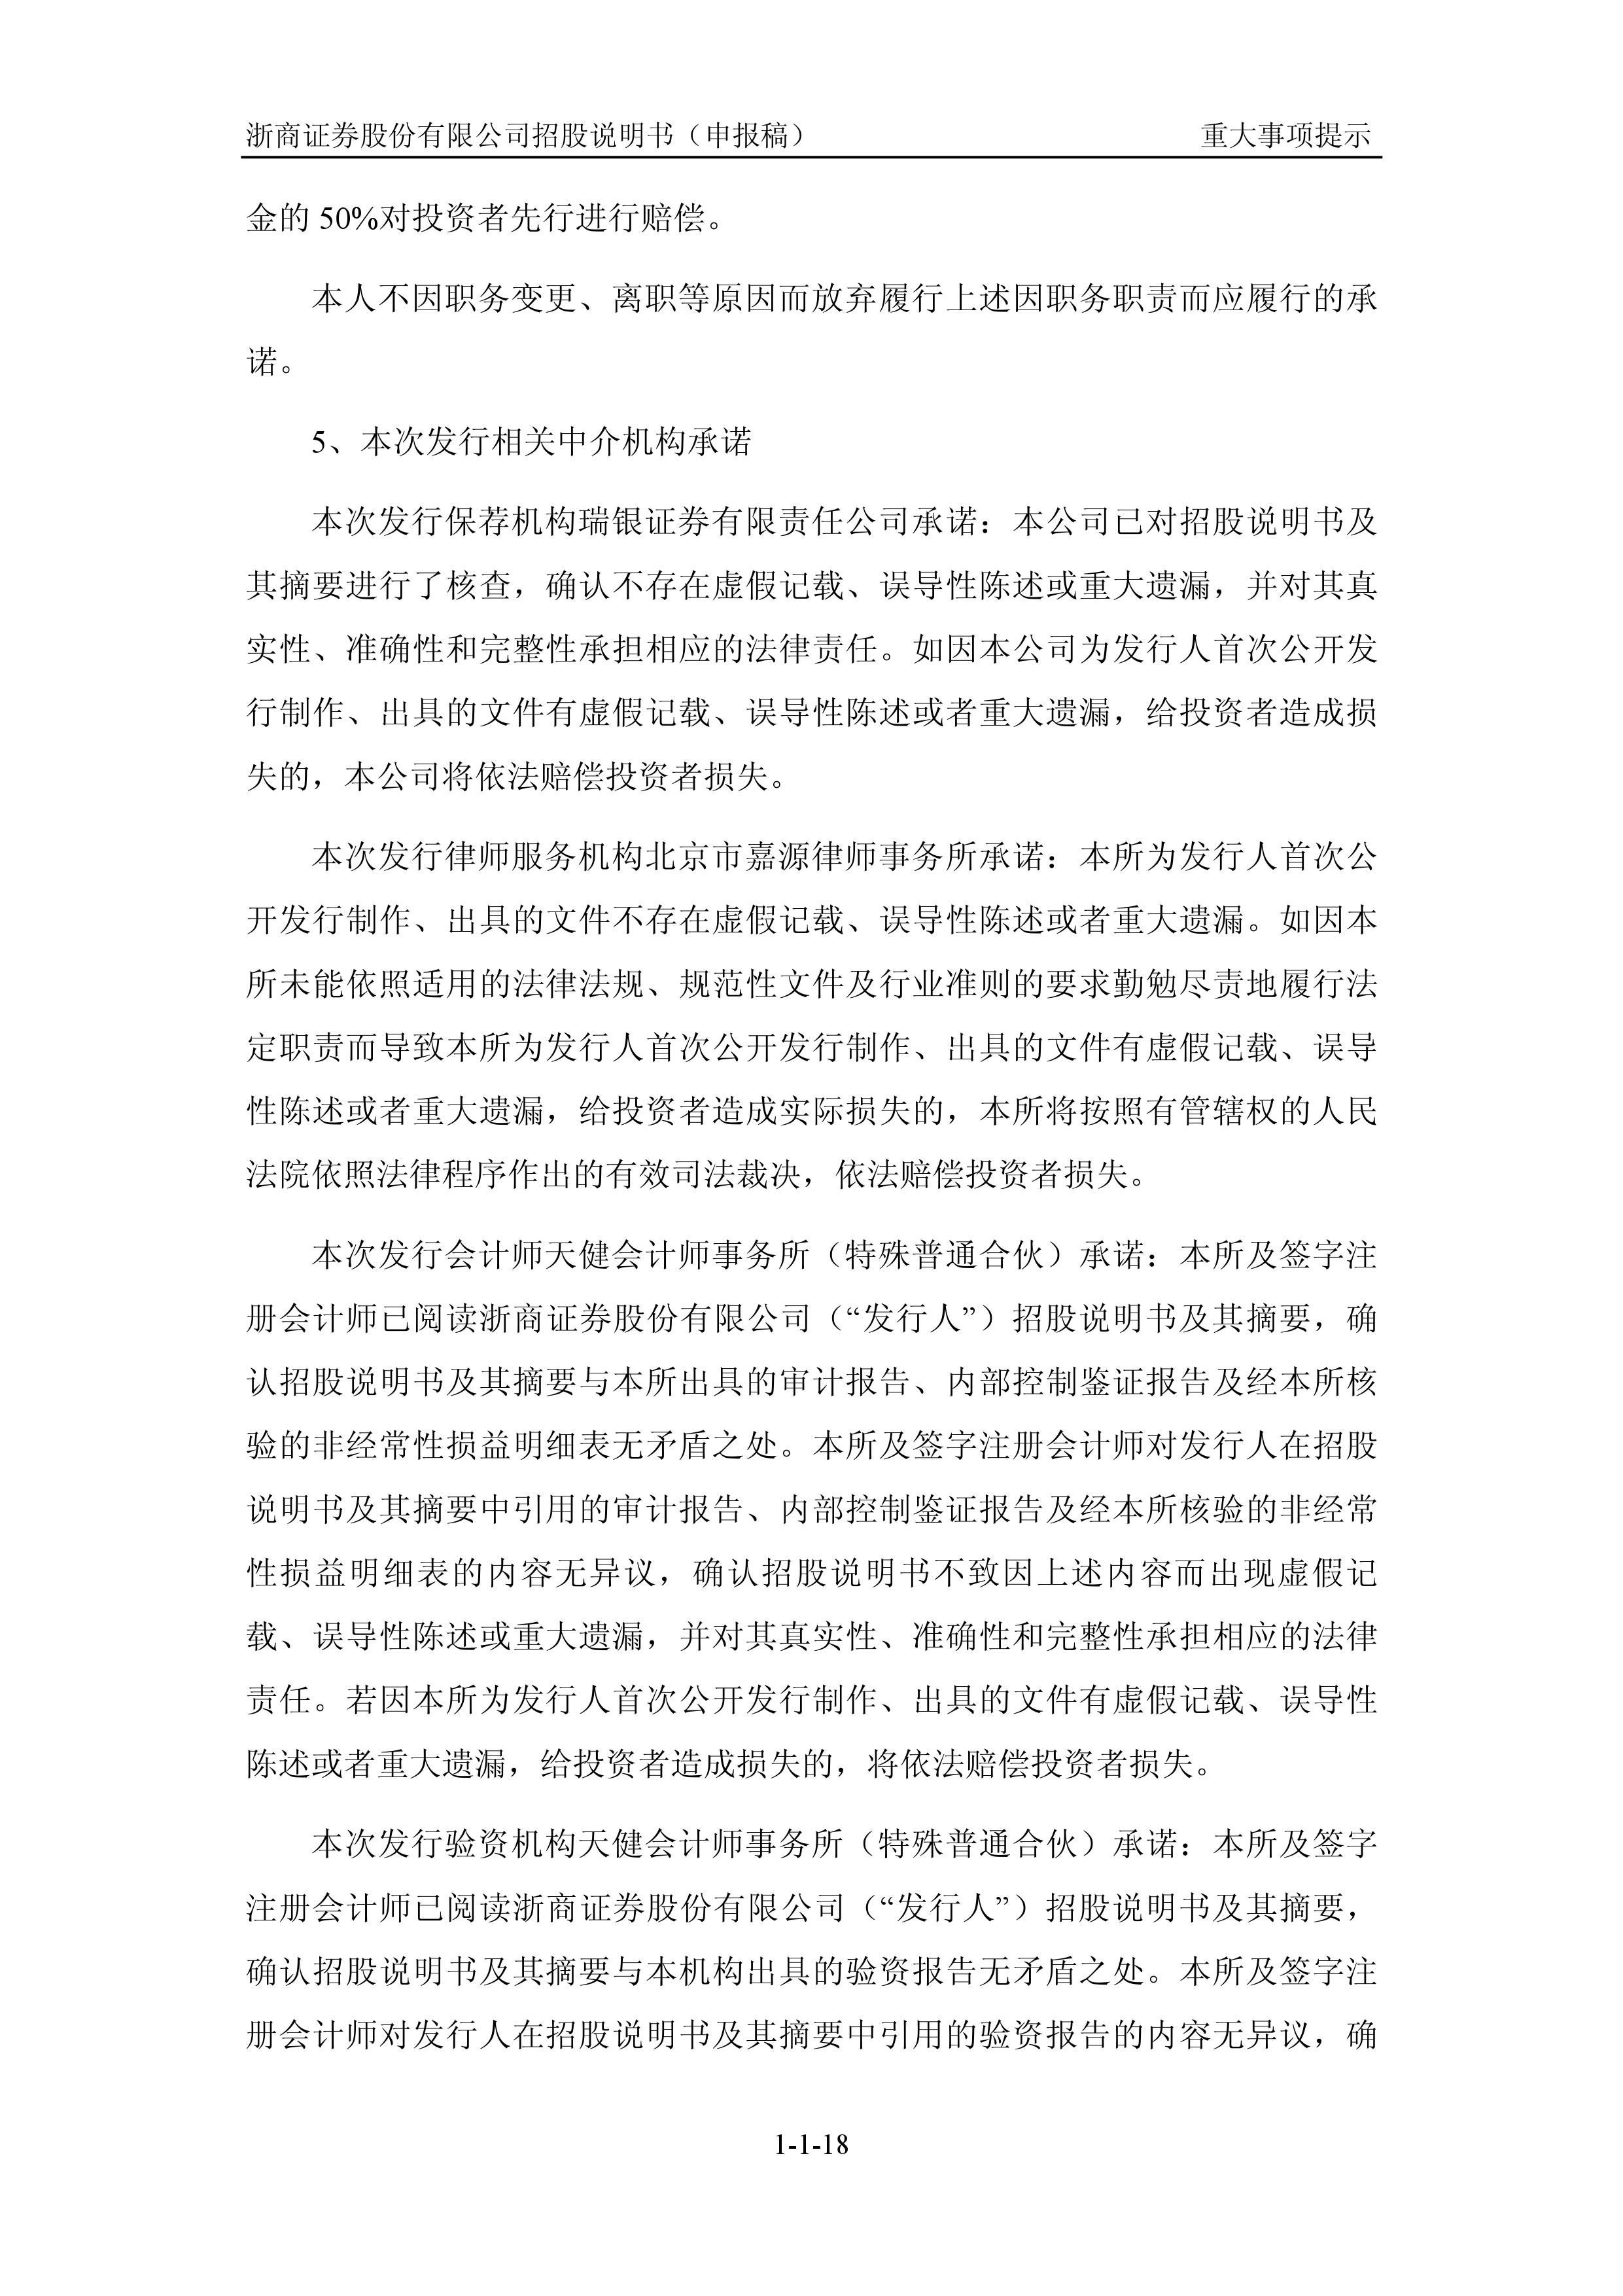 浙商证券股份有限公司招股说明书（申报稿） 重大事项提示
金的 50%对投资者先行进行赔偿。
本人不因职务变更、离职等原因而放弃履行上述因职务职责而应履行的承
诺。
5、本次发行相关中介机构承诺
本次发行保荐机构瑞银证券有限责任公司承诺：本公司已对招股说明书及
其摘要进行了核查，确认不存在虚假记载、误导性陈述或重大遗漏，并对其真
实性、准确性和完整性承担相应的法律责任。如因本公司为发行人首次公开发
行制作、出具的文件有虚假记载、误导性陈述或者重大遗漏，给投资者造成损
失的，本公司将依法赔偿投资者损失。
本次发行律师服务机构北京市嘉源律师事务所承诺：本所为发行人首次公
开发行制作、出具的文件不存在虚假记载、误导性陈述或者重大遗漏。如因本
所未能依照适用的法律法规、规范性文件及行业准则的要求勤勉尽责地履行法
定职责而导致本所为发行人首次公开发行制作、出具的文件有虚假记载、误导
性陈述或者重大遗漏，给投资者造成实际损失的，本所将按照有管辖权的人民
法院依照法律程序作出的有效司法裁决，依法赔偿投资者损失。
本次发行会计师天健会计师事务所（特殊普通合伙）承诺：本所及签字注
册会计师已阅读浙商证券股份有限公司（“发行人”）招股说明书及其摘要，确
认招股说明书及其摘要与本所出具的审计报告、内部控制鉴证报告及经本所核
验的非经常性损益明细表无矛盾之处。本所及签字注册会计师对发行人在招股
说明书及其摘要中引用的审计报告、内部控制鉴证报告及经本所核验的非经常
性损益明细表的内容无异议，确认招股说明书不致因上述内容而出现虚假记
载、误导性陈述或重大遗漏，并对其真实性、准确性和完整性承担相应的法律
责任。若因本所为发行人首次公开发行制作、出具的文件有虚假记载、误导性
陈述或者重大遗漏，给投资者造成损失的，将依法赔偿投资者损失。
本次发行验资机构天健会计师事务所（特殊普通合伙）承诺：本所及签字
注册会计师已阅读浙商证券股份有限公司（“发行人”）招股说明书及其摘要，
确认招股说明书及其摘要与本机构出具的验资报告无矛盾之处。本所及签字注
册会计师对发行人在招股说明书及其摘要中引用的验资报告的内容无异议，确
1-1-18